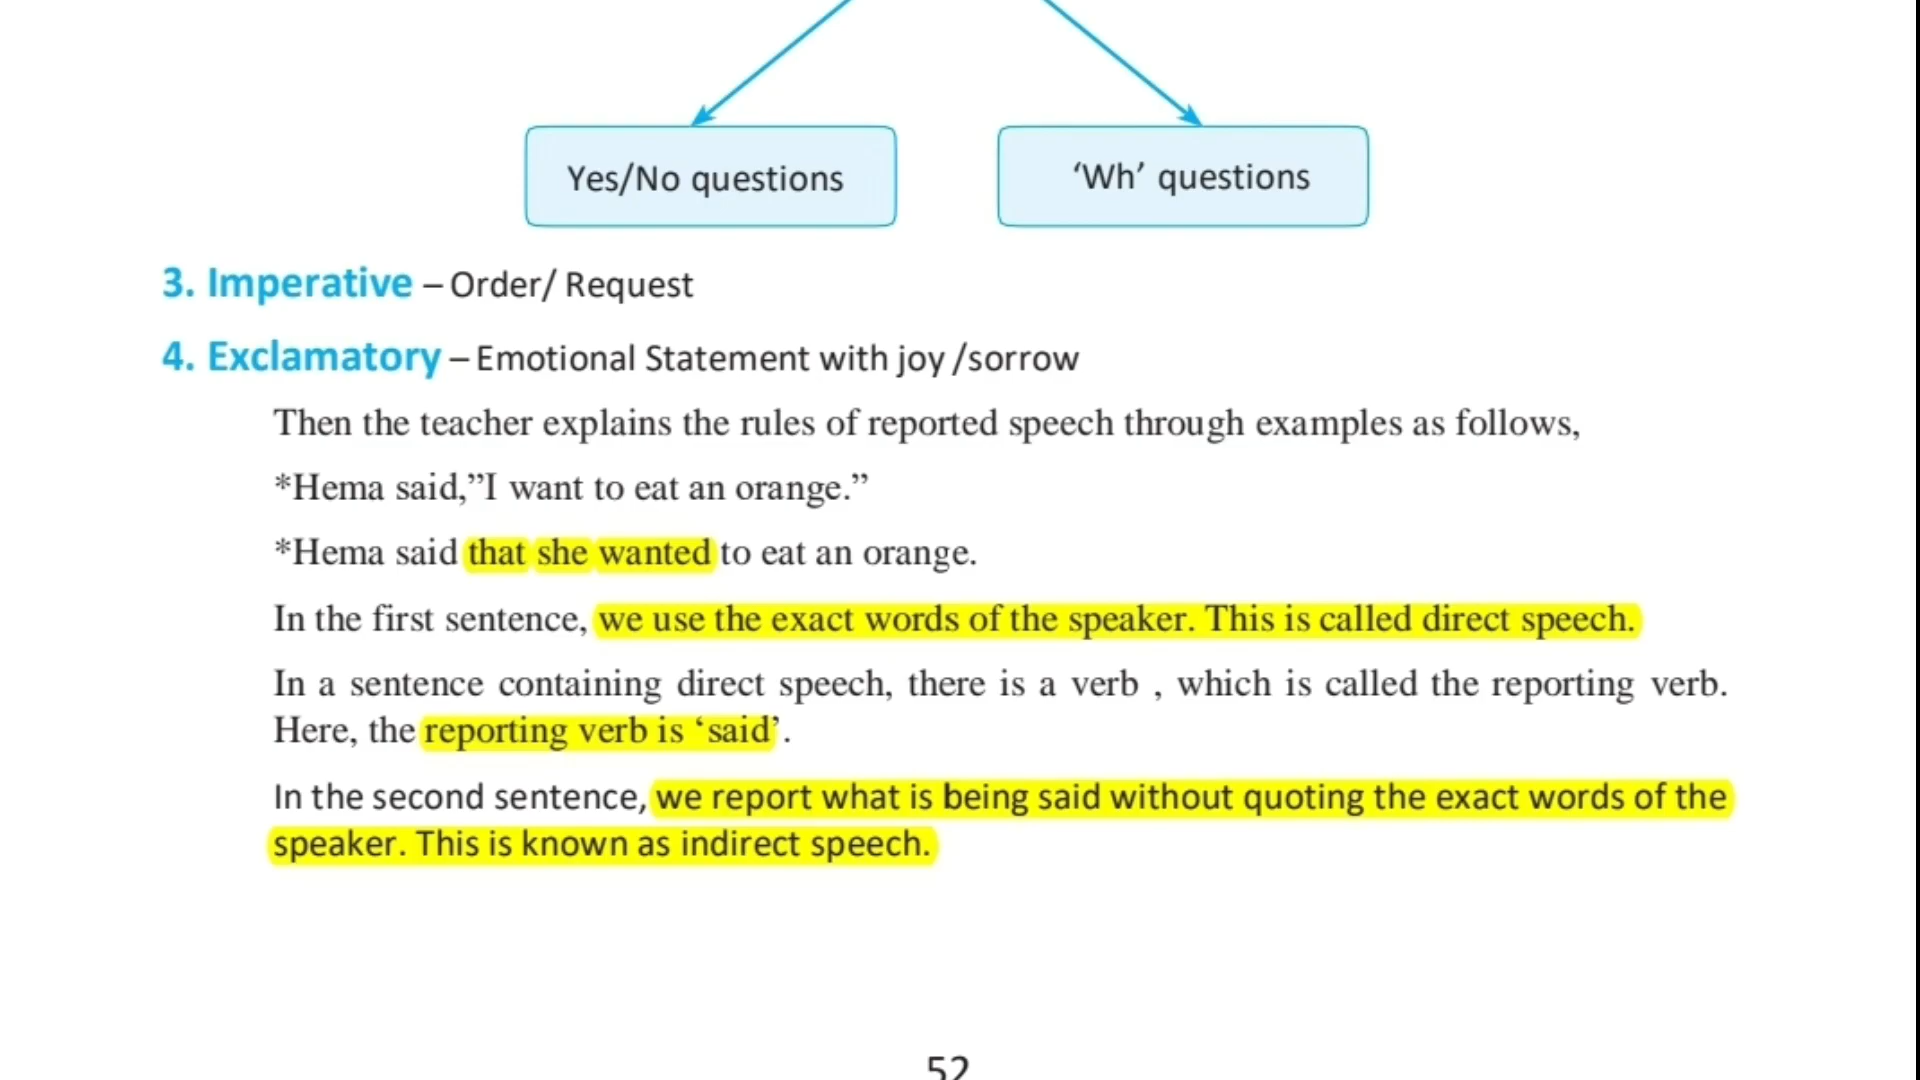 Yes/No questions
‘Wh’ questions
3. Imperative – Order/ Request
4. Exclamatory – Emotional Statement with joy /sorrow
Then the teacher explains the rules of reported speech through examples as follows,
*Hema said,”I want to eat an orange.”
*Hema said that she wanted to eat an orange.
In the first sentence, we use the exact words of the speaker. This is called direct speech.
In a sentence containing direct speech, there is a verb , which is called the reporting verb.
Here, the reporting verb is ‘said’.
In the second sentence, we report what is being said without quoting the exact words of the
speaker. This is known as indirect speech.
52